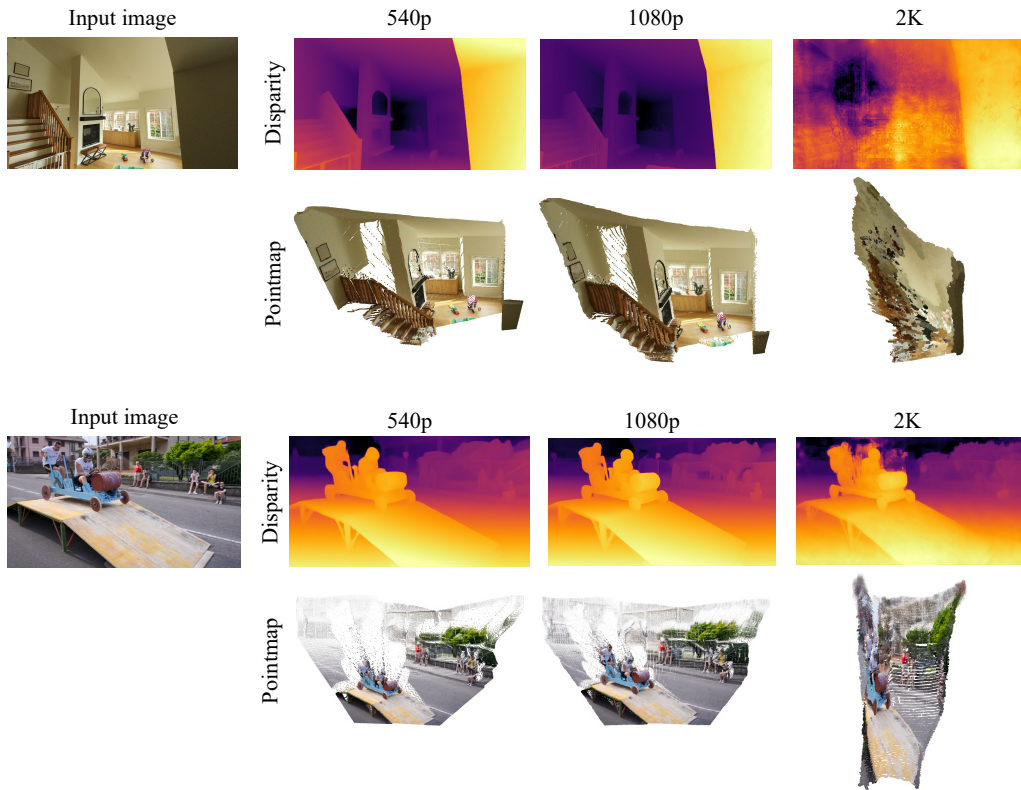 Input image
540p
1080p
2K
Disparity
Pointmap
Input image
540p
1080p
2K
Disparity
Pointmap